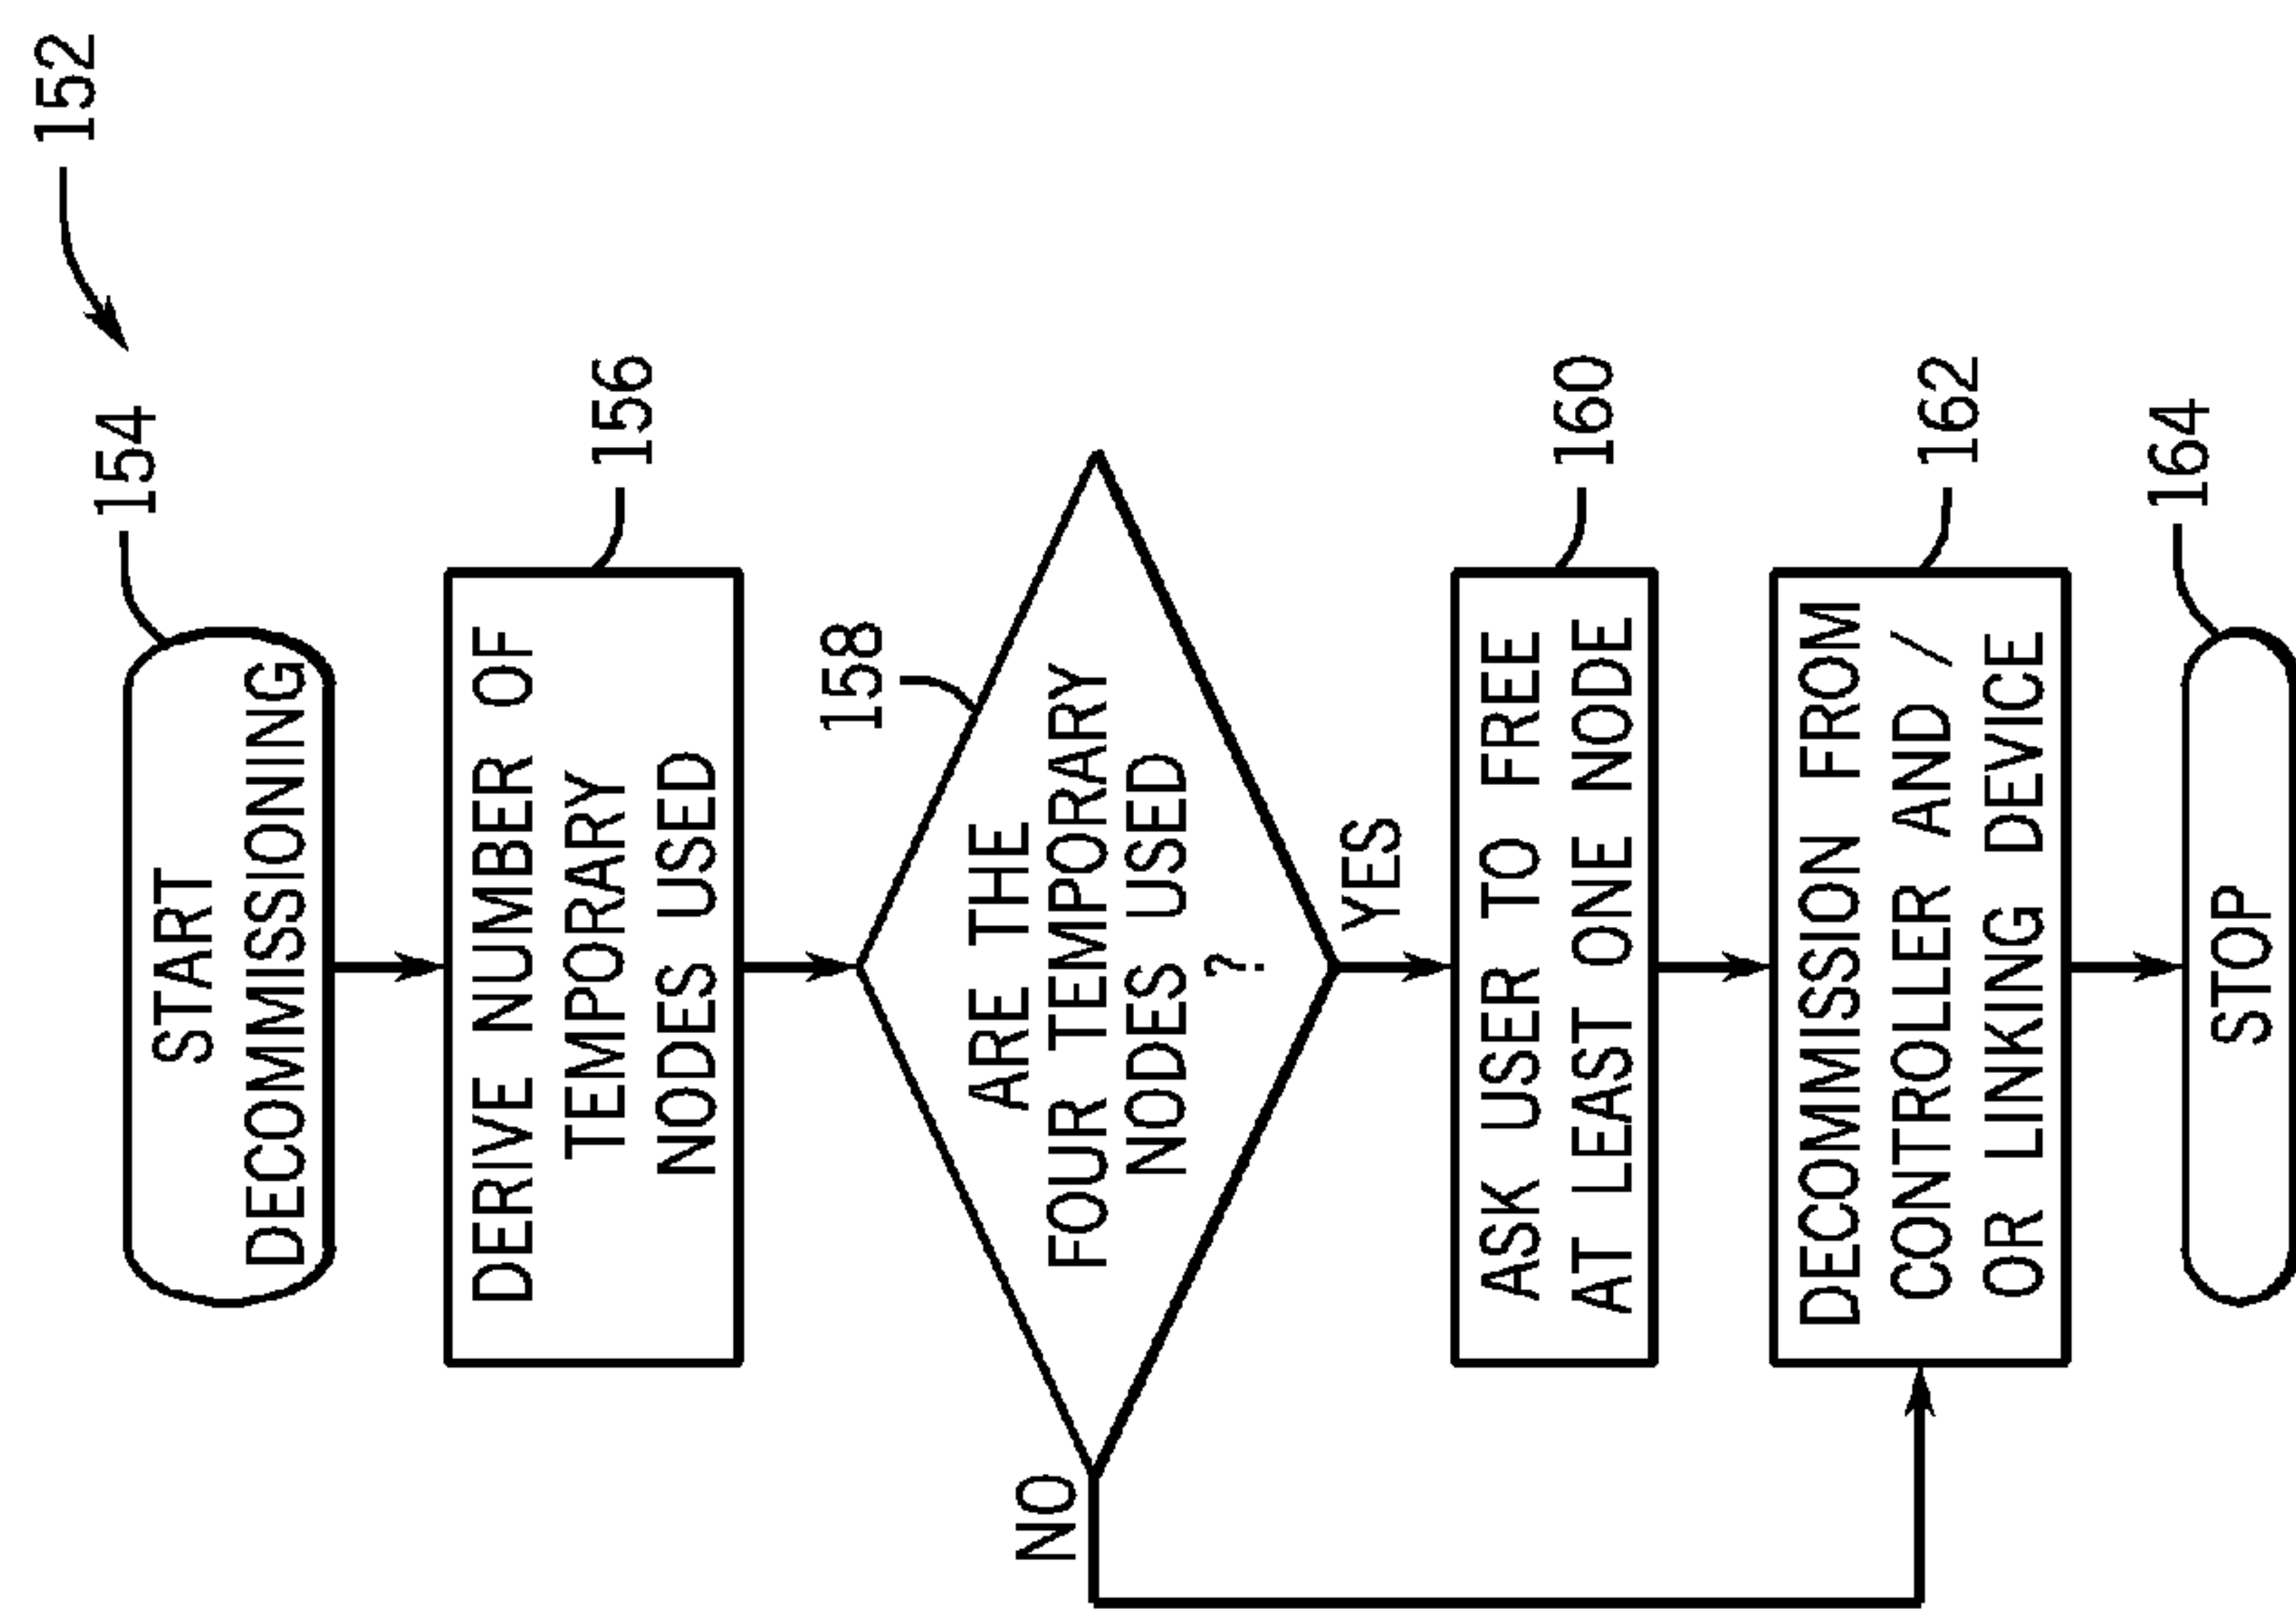 152
154
START
DECOMMISSIONING
156
DERIVE NUMBER OF
TEMPORARY
NODES USED
158
ARE THE
FOUR TEMPORARY
NODES USED
?
NO
YES
160
ASK USER TO FREE
AT LEAST ONE NODE
162
DECOMMISSION FROM
CONTROLLER AND /
OR LINKING DEVICE
164
STOP